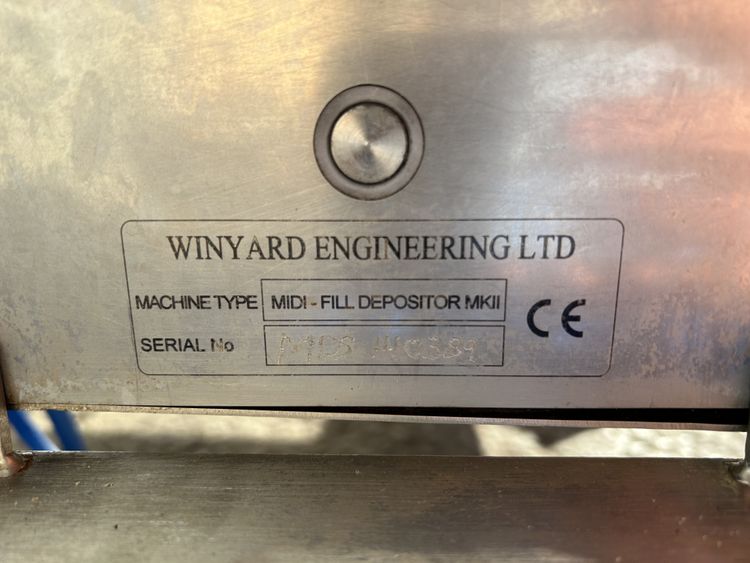 WINYARD ENGINEERING LTD
MACHINE TYPE MIDI - FILL DEPOSITOR MKII
CE
SERIAL No